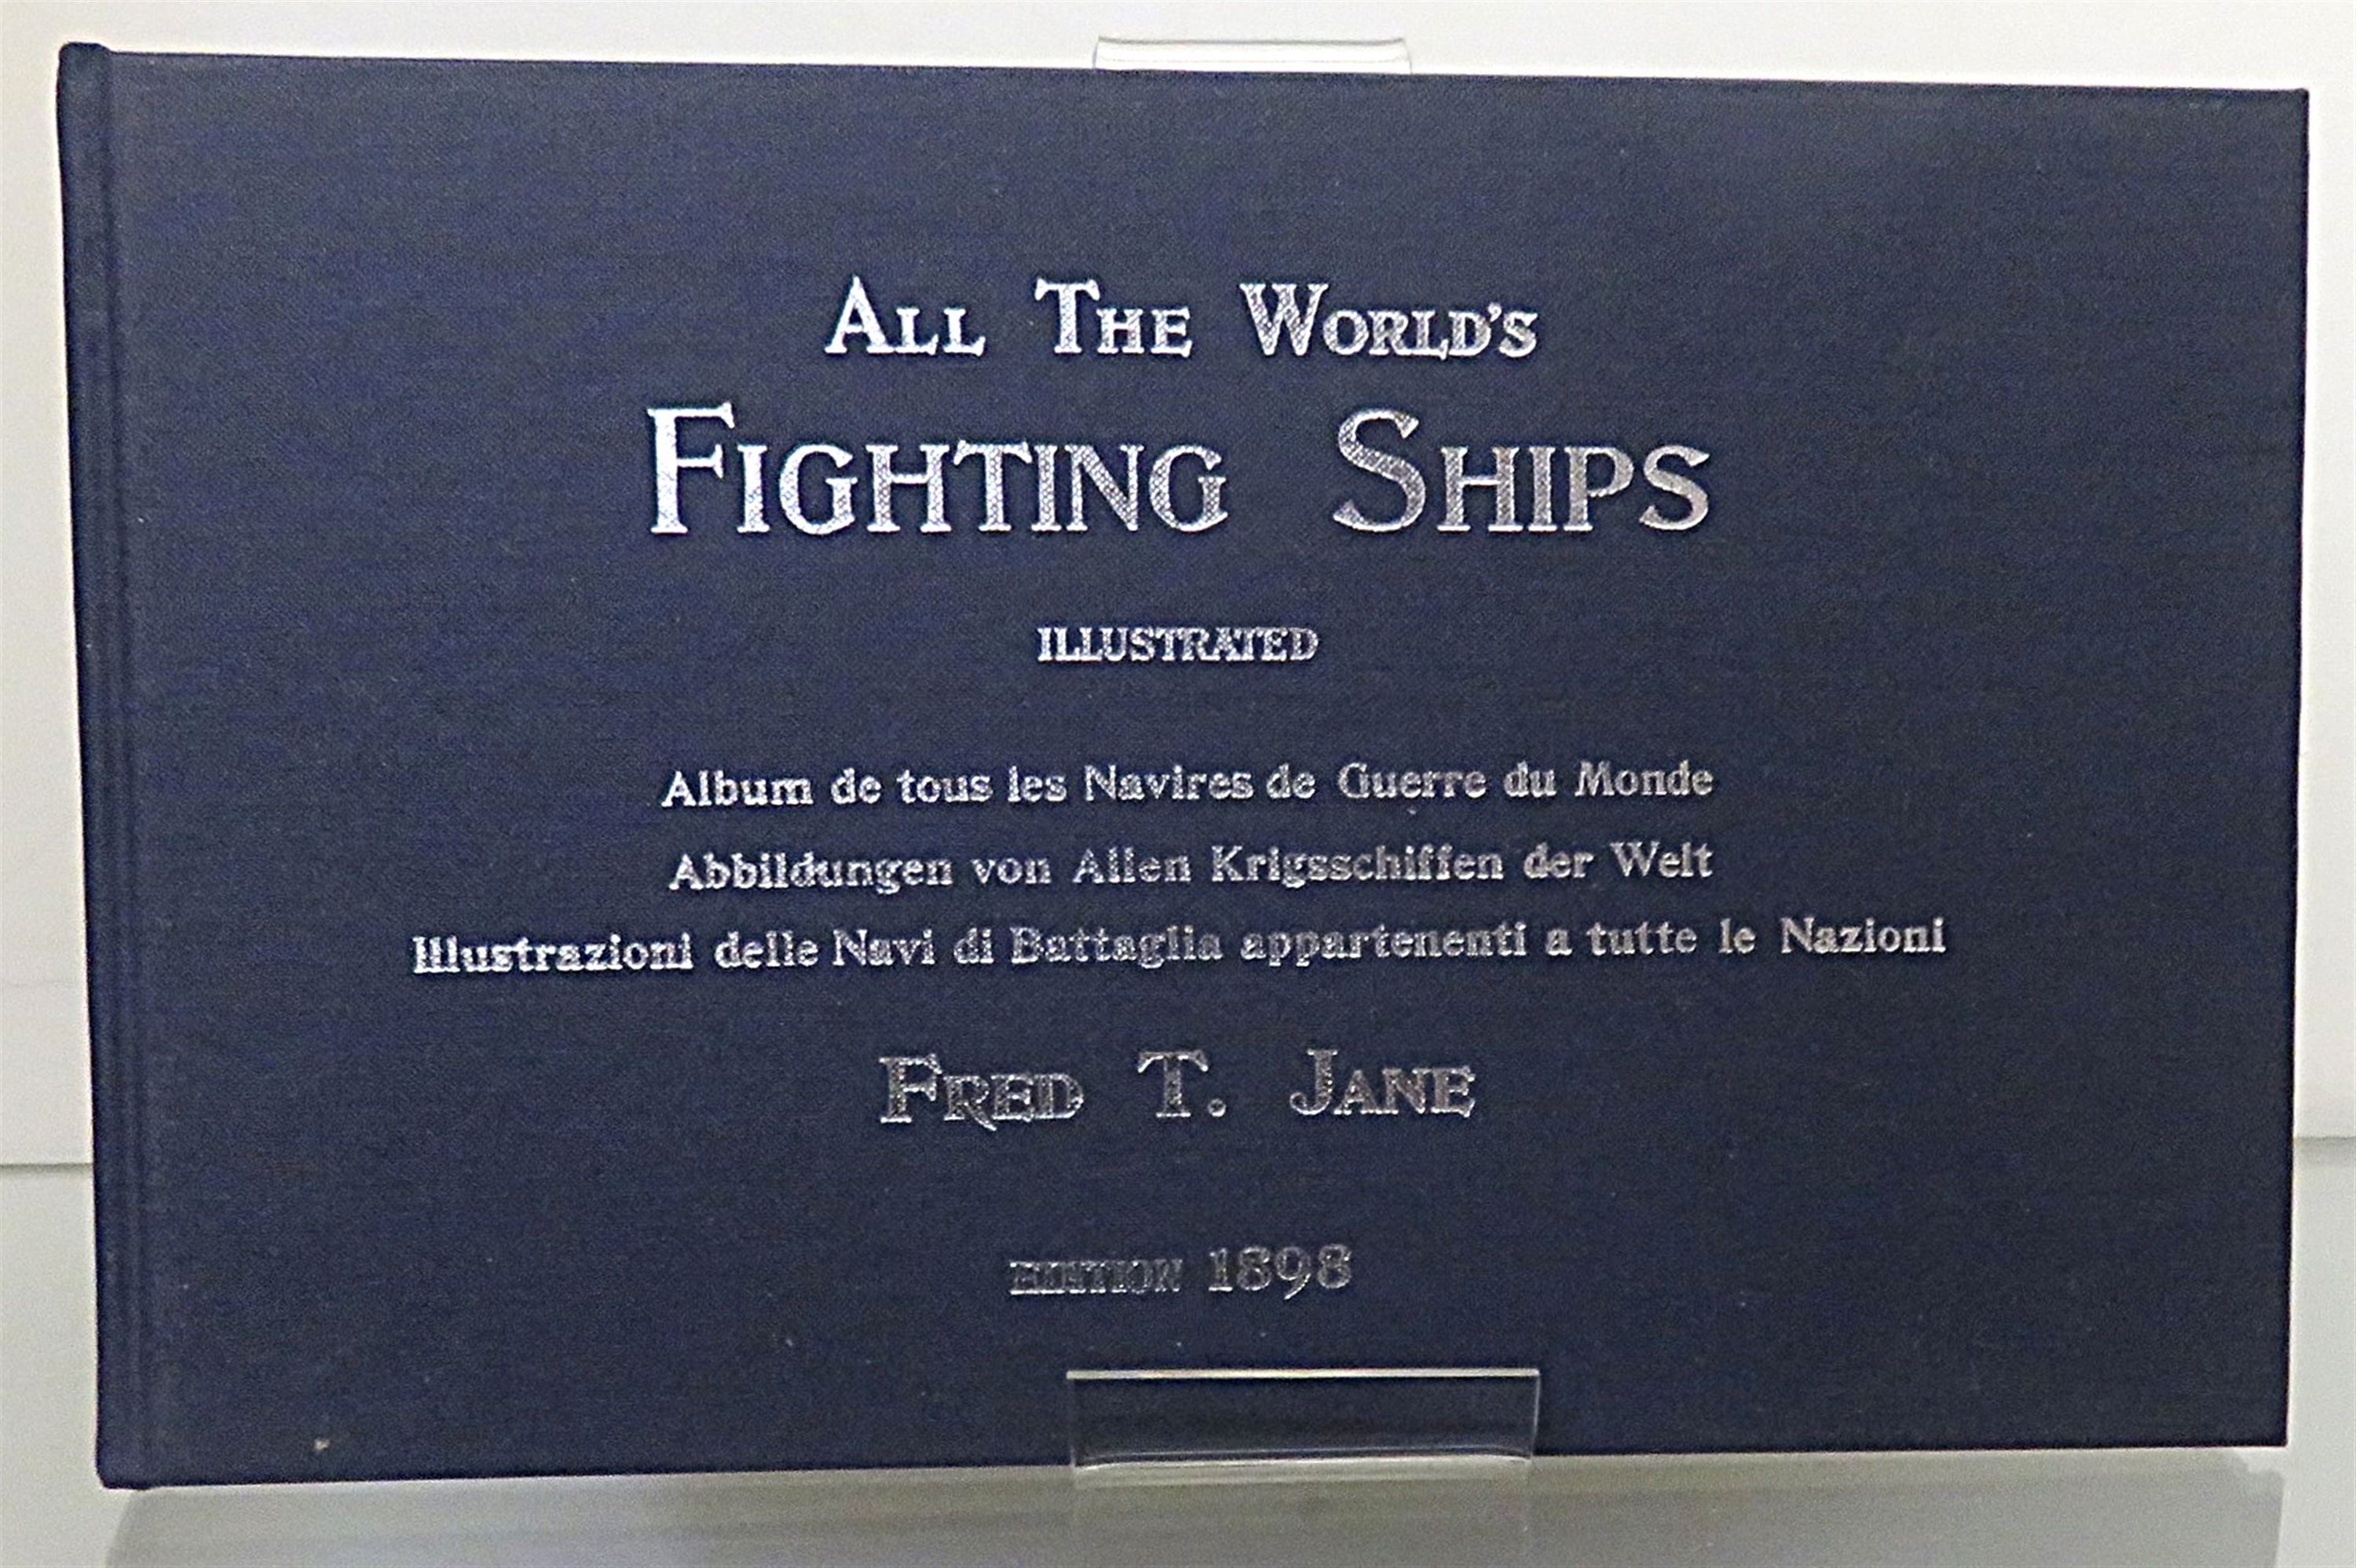 ALL THE WORLD'S
FIGHTING SHIPS
ILLUSTRATED
Album de tous les Navires de Guerre du Monde
Abbildungen von Allen Krigsschiffen der Welt
Illustrazioni delle Navi di Battaglia appartenenti a tutte le Nazioni
FRED T. JANE
EDITION 1898